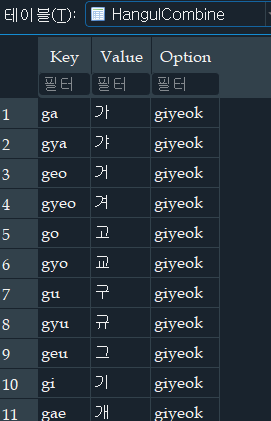 테이블(T): HangulCombine
Key Value Option
필터 필터 필터
1 ga 가 giyeok
2 gya 갸 giyeok
3 geo 거 giyeok
4 gyeo 겨 giyeok
5 go 고 giyeok
6 gyo 교 giyeok
7 gu 구 giyeok
8 gyu 규 giyeok
9 geu 그 giyeok
10 gi 기 giyeok
11 gae 개 giyeok